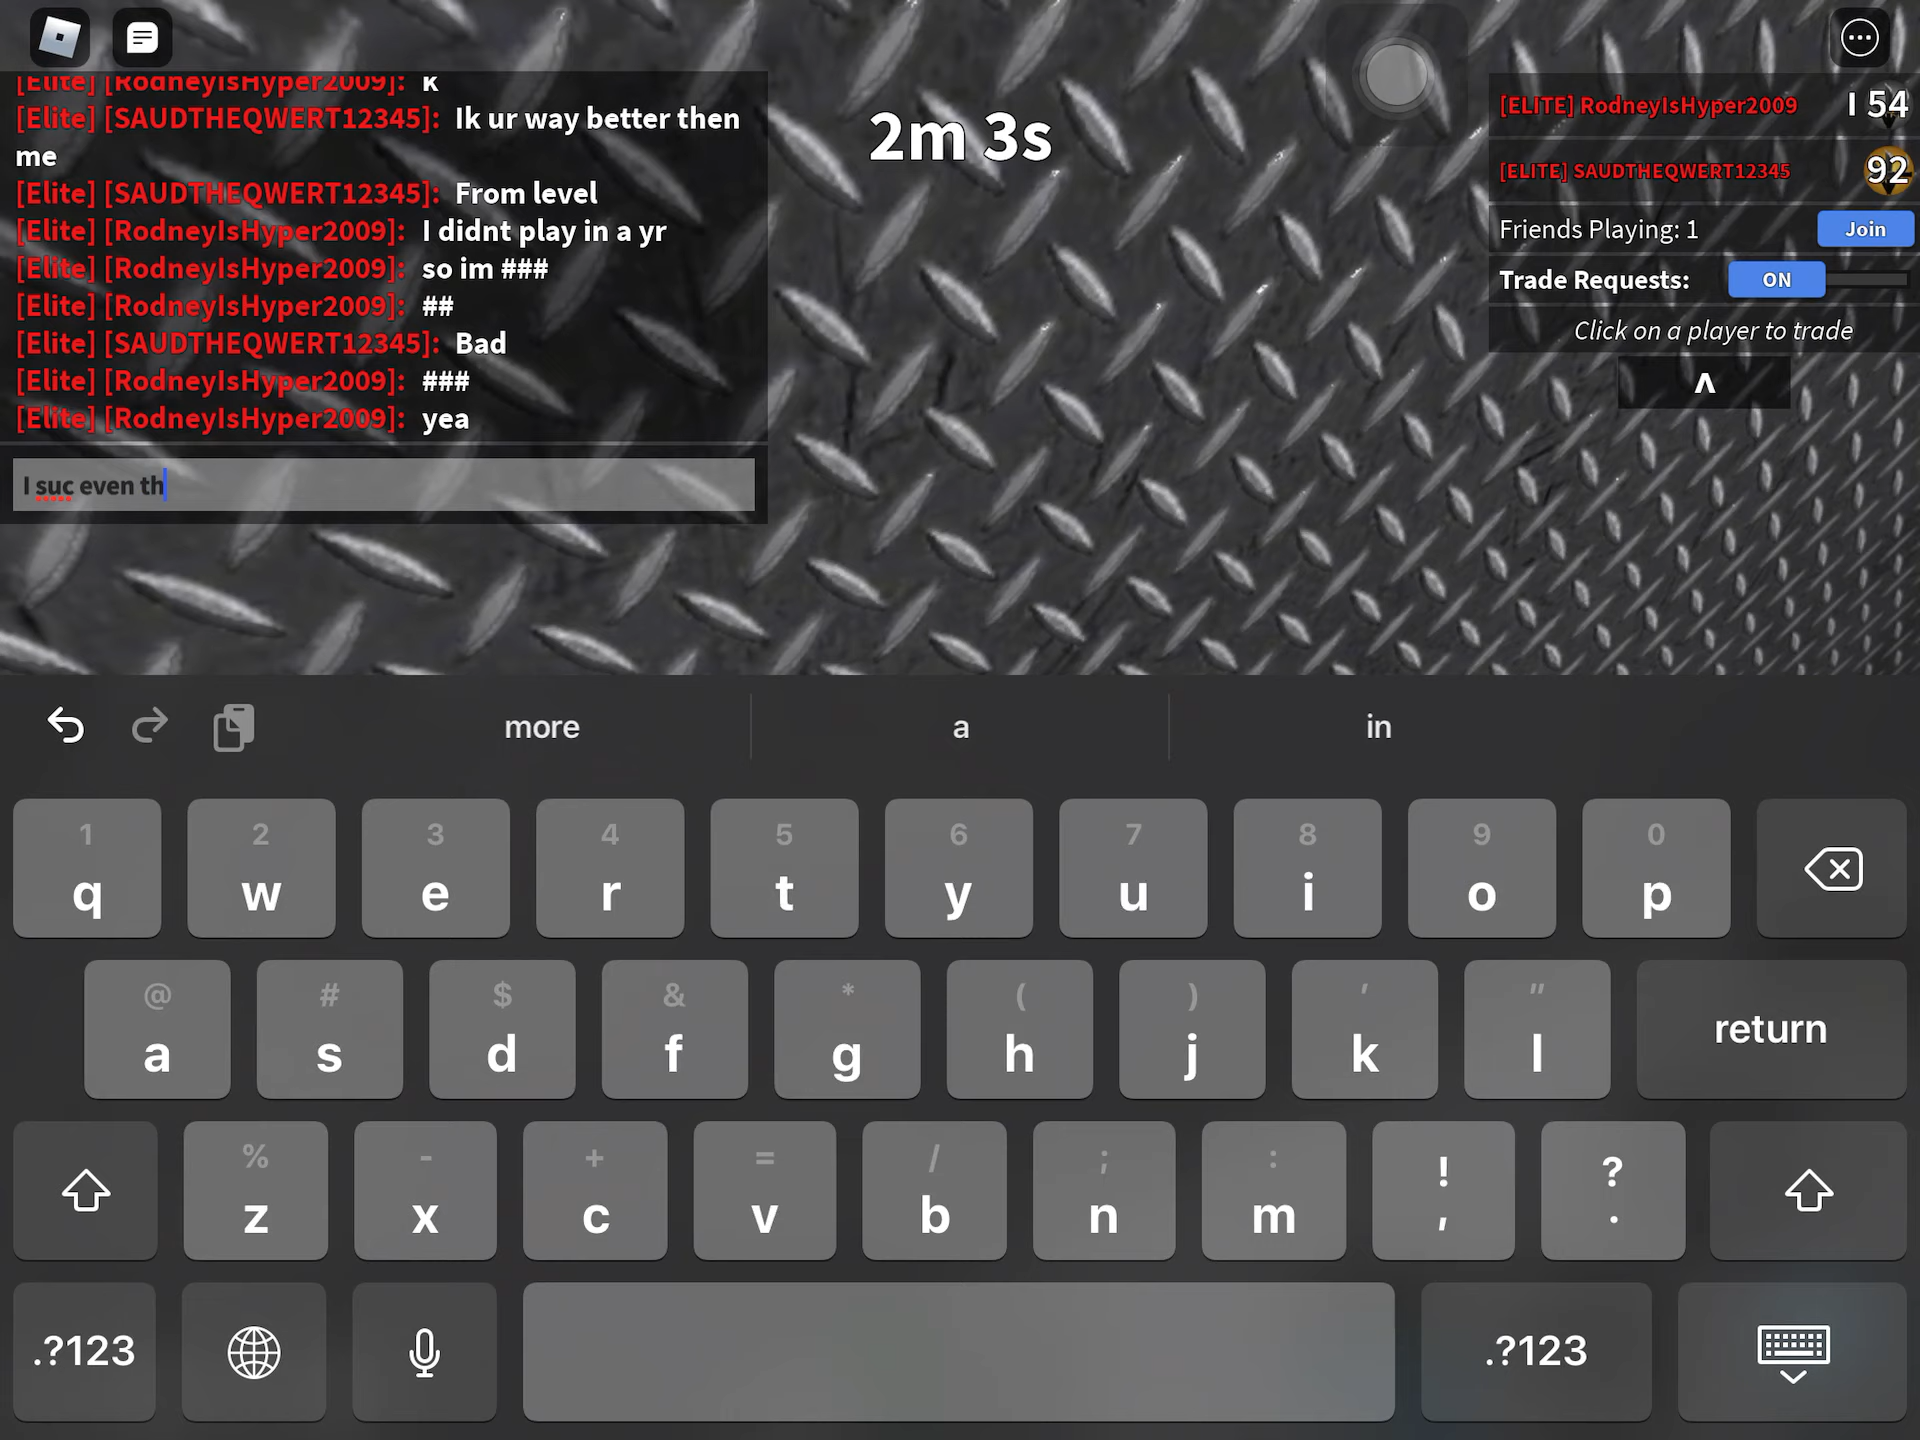 [Elite] [RodneyIsHyper2009]: K
[Elite] [SAUDTHEQWERT12345]: Ik ur way better then
me
[Elite] [SAUDTHEQWERT12345]: From level
[Elite] [RodneyIsHyper2009]: I didnt play in a yr
[Elite] [RodneyIsHyper2009]: so im ###
[Elite] [RodneyIsHyper2009]: ##
[Elite] [SAUDTHEQWERT12345]: Bad
[Elite] [RodneyIsHyper2009]: ###
[Elite] [RodneyIsHyper2009]: yea
I suc even th
2m 3s
[ELITE] RodneyIsHyper2009 I 54
[ELITE] SAUDTHEQWERT12345 92
Friends Playing: 1 Join
Trade Requests: ON
Click on a player to trade
more a in
1 2 3 4 5 6 7 8 9 0
q w e r t y u i o p
@ # $ & * ( ) ' "
a s d f g h j k l return
% - + = / ; : ! ?
z x c v b n m , .
.?123 .?123